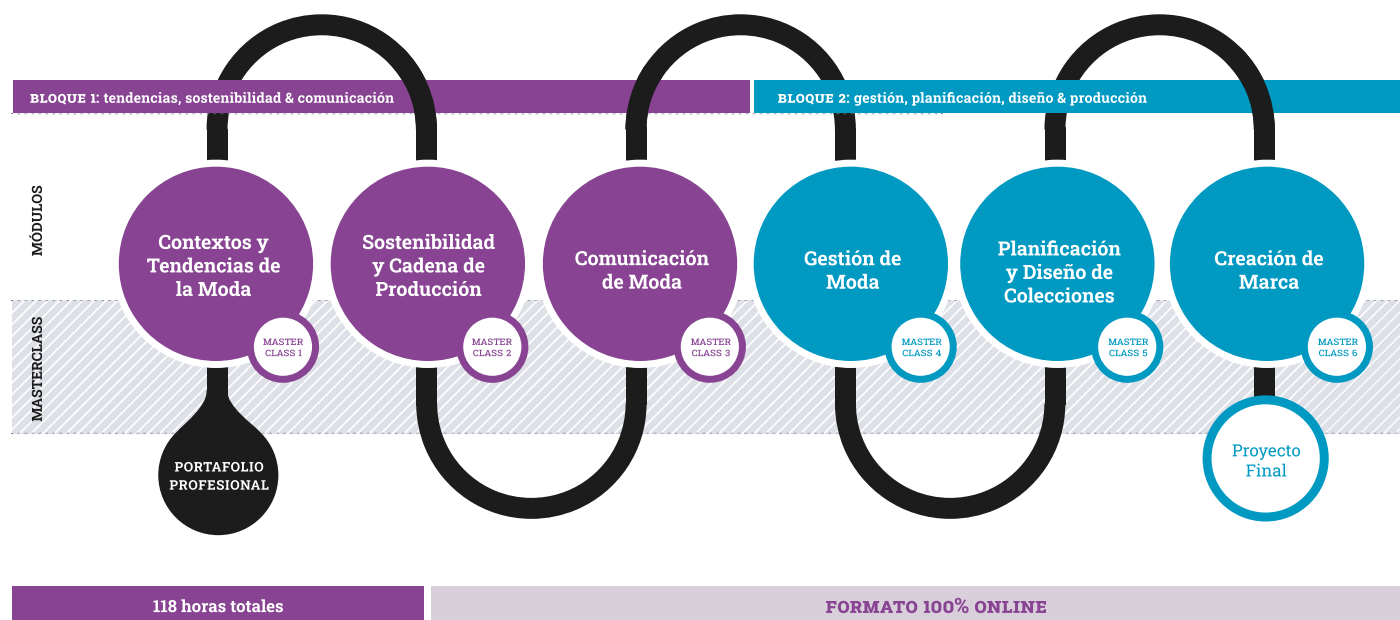 BLOQUE 1: tendencias, sostenibilidad & comunicación
BLOQUE 2: gestión, planificación, diseño & producción
MÓDULOS
Contextos y
Tendencias de
la Moda
Sostenibilidad
y Cadena de
Producción
Comunicación
de Moda
Gestión de
Moda
Planificación
y Diseño de
Colecciones
Creación de
Marca
MASTERCLASS
MASTER
CLASS 1
MASTER
CLASS 2
MASTER
CLASS 3
MASTER
CLASS 4
MASTER
CLASS 5
MASTER
CLASS 6
PORTAFOLIO
PROFESIONAL
Proyecto
Final
118 horas totales
FORMATO 100% ONLINE